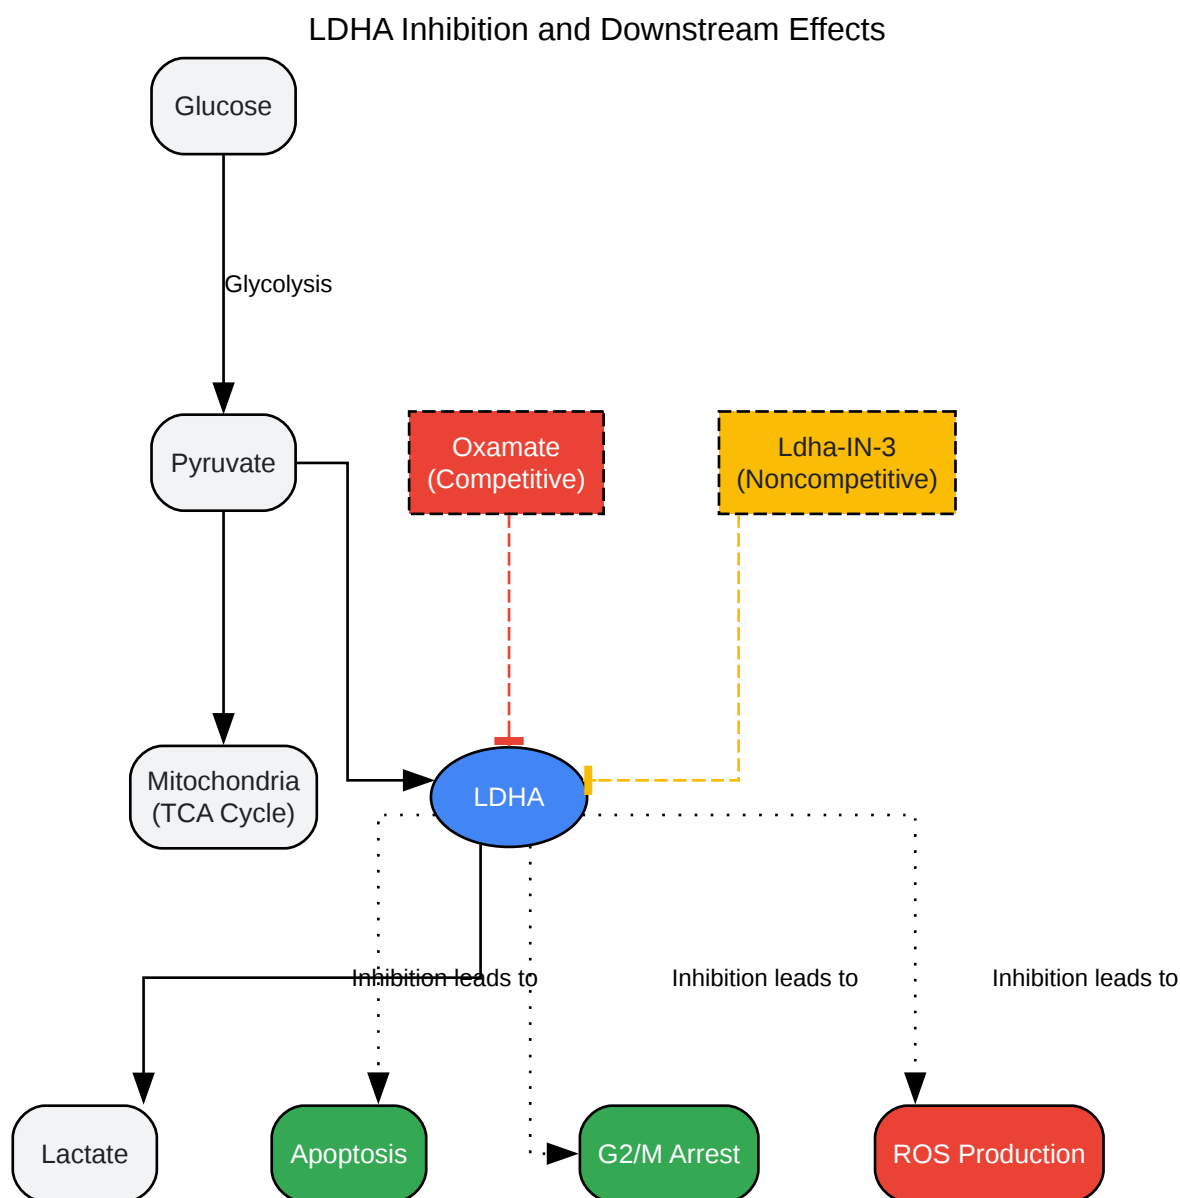 LDHA Inhibition and Downstream Effects
Glucose
Glycolysis
Pyruvate
Oxamate
(Competitive)
Ldha-IN-3
(Noncompetitive)
Mitochondria
(TCA Cycle)
LDHA
Inhibition leads to
Inhibition leads to
Inhibition leads to
Lactate
Apoptosis
G2/M Arrest
ROS Production